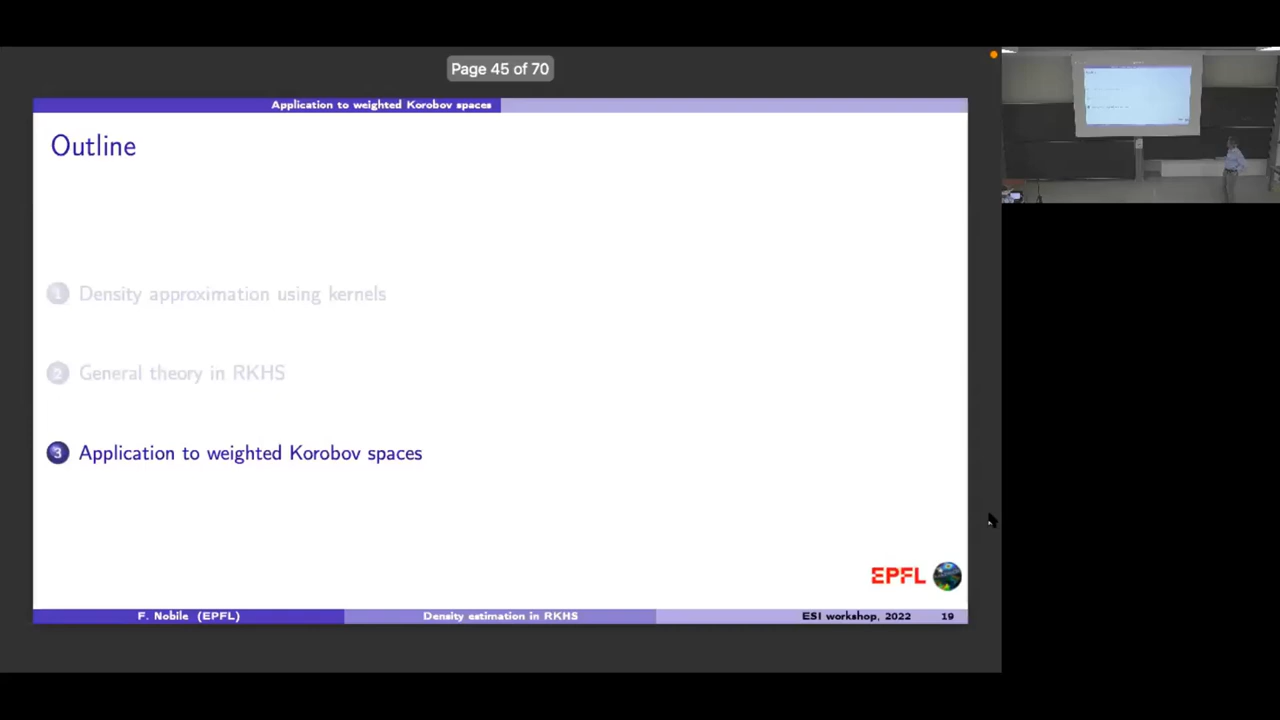 Page 45 of 70
Application to weighted Korobov spaces
Outline
1 Density approximation using kernels
2 General theory in RKHS
3 Application to weighted Korobov spaces
EPFL
F. Nobile (EPFL) Density estimation in RKHS ESI workshop, 2022 19